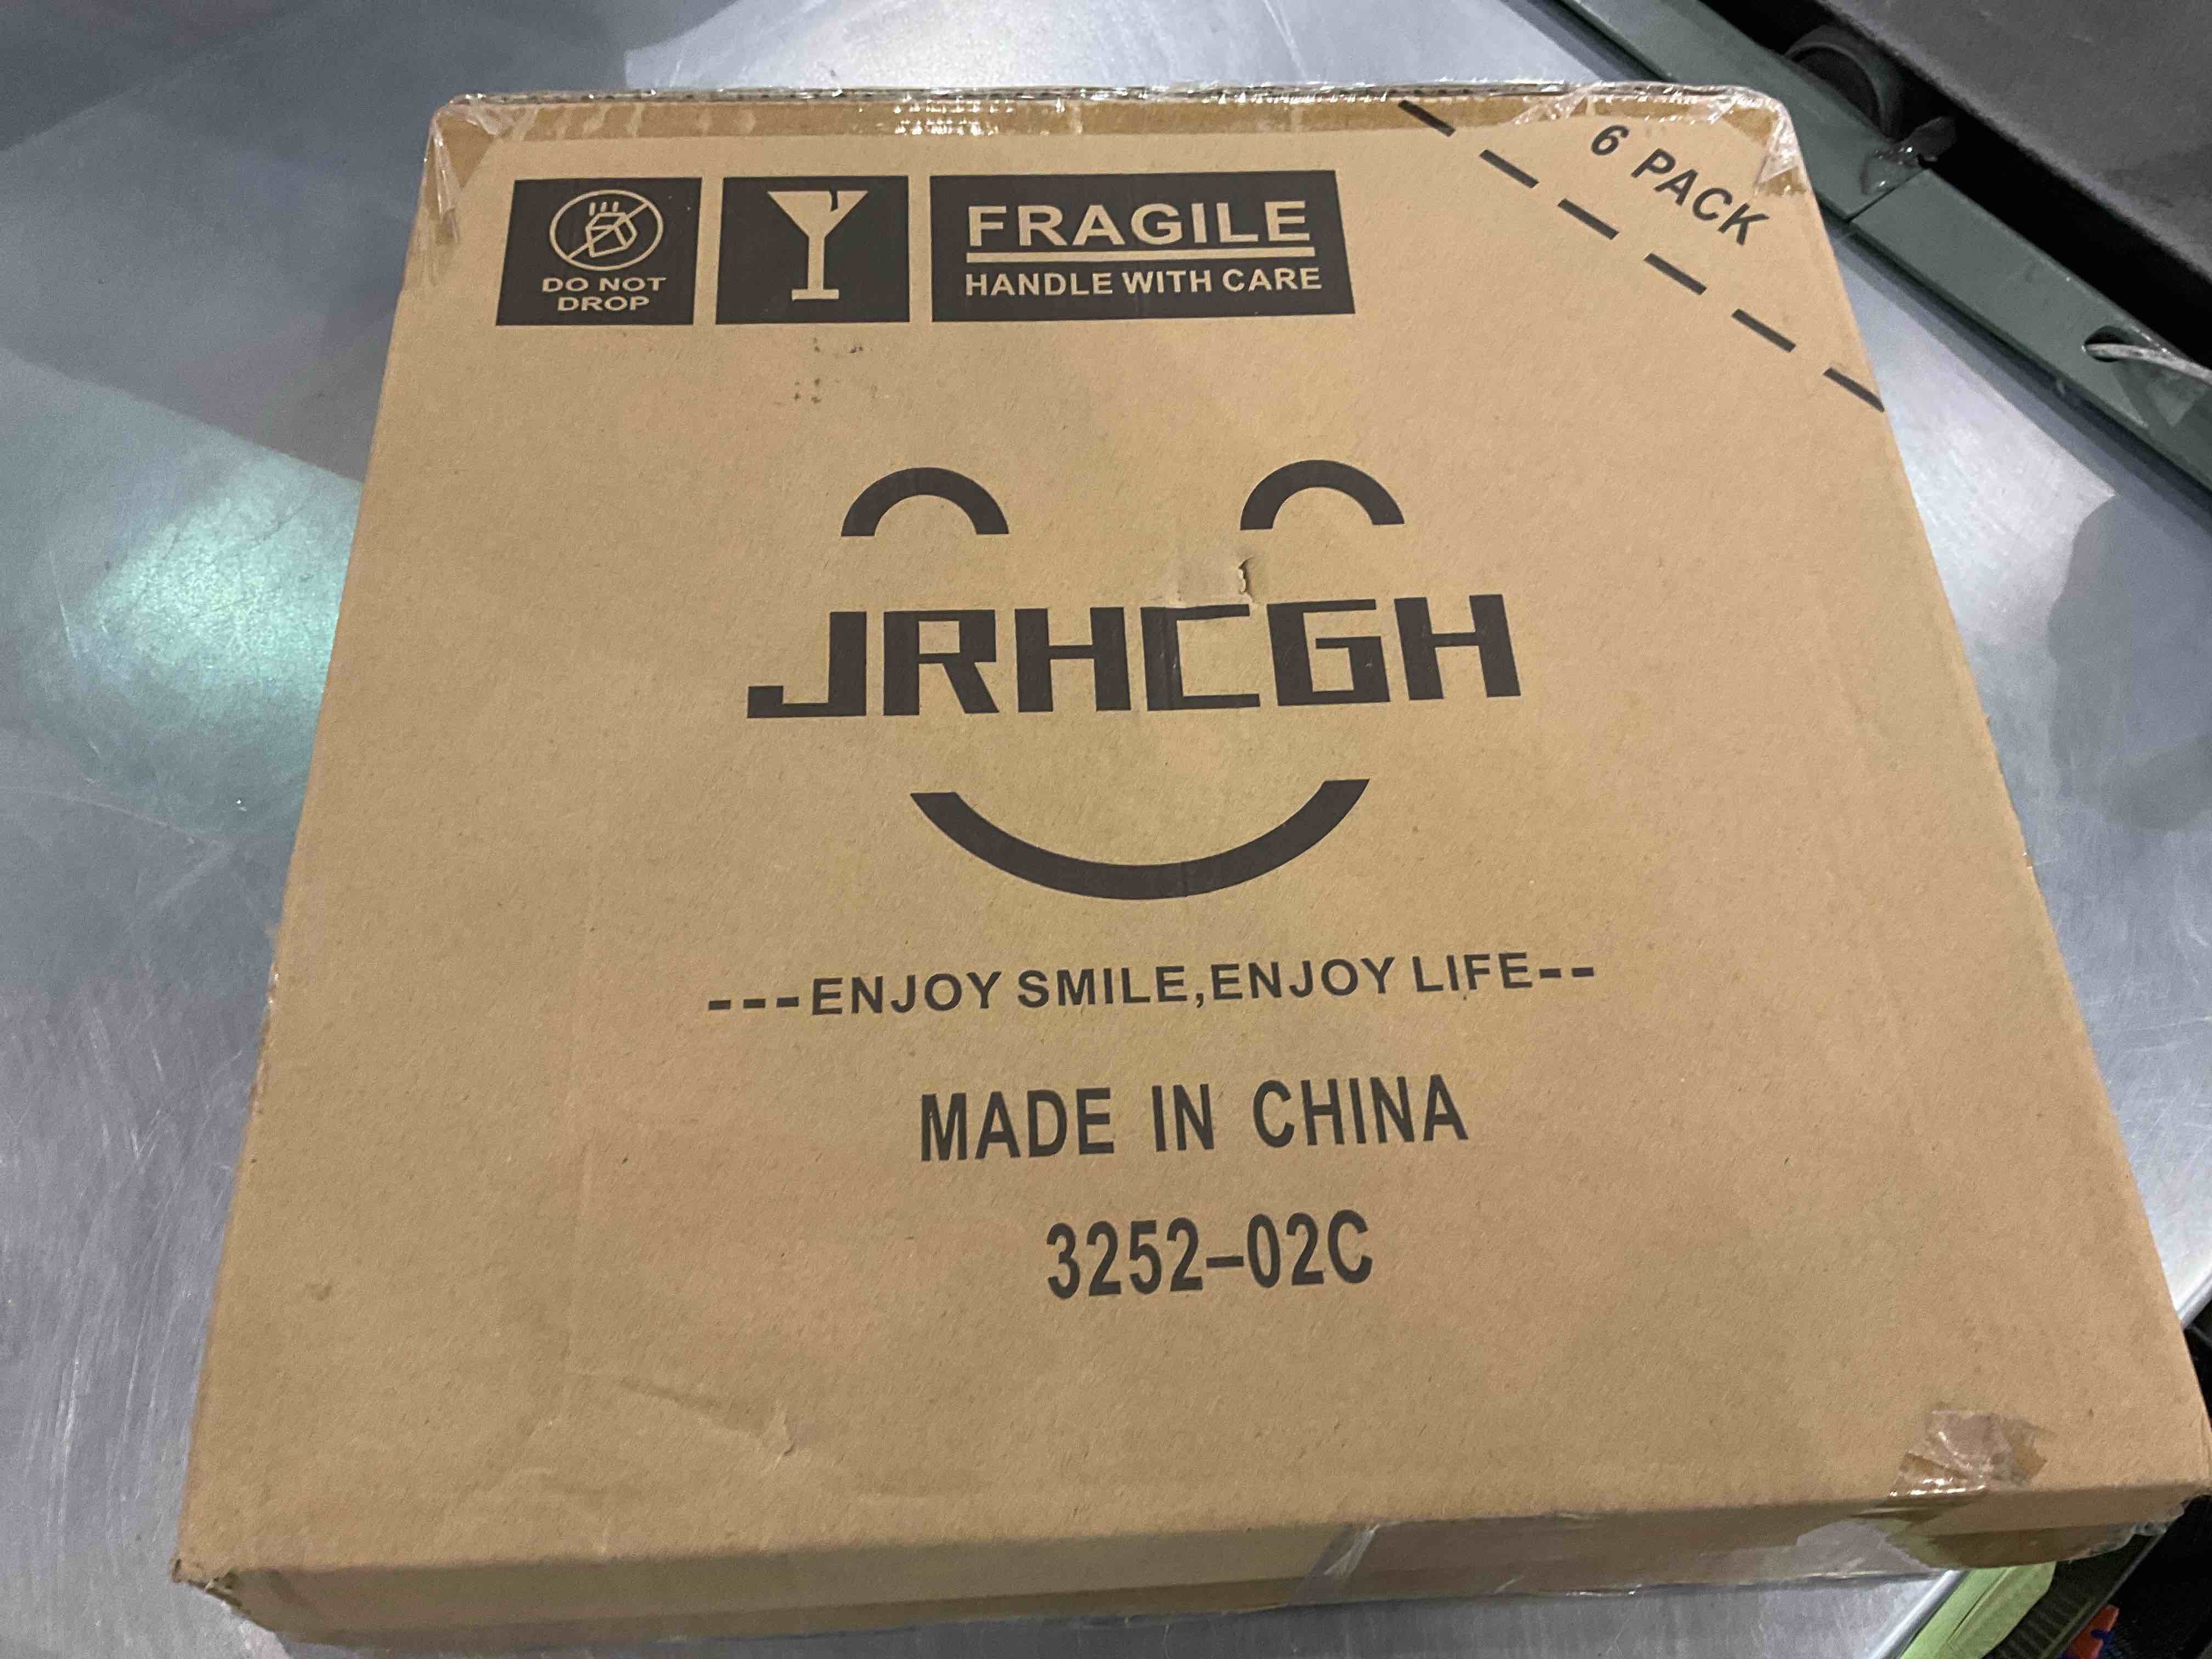 DO NOT
DROP
FRAGILE
HANDLE WITH CARE
6 PACK
JRHCGH
---ENJOY SMILE,ENJOY LIFE--
MADE IN CHINA
3252-02C